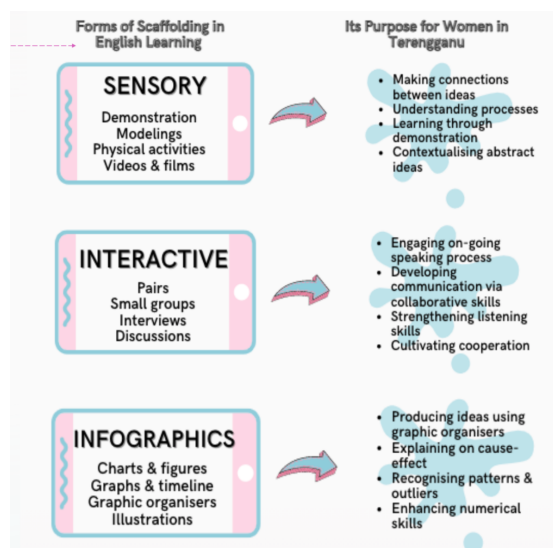 Forms of Scaffolding in
English Learning
Its Purpose for Women in
Terengganu
SENSORY
Demonstration
Modelings
Physical activities
Videos & films
• Making connections
between ideas
• Understanding processes
• Learning through
demonstration
• Contextualising abstract
ideas
INTERACTIVE
Pairs
Small groups
Interviews
Discussions
• Engaging on-going
speaking process
• Developing
communication via
collaborative skills
• Strengthening listening
skills
• Cultivating cooperation
INFOGRAPHICS
Charts & figures
Graphs & timeline
Graphic organisers
Illustrations
• Producing ideas using
graphic organisers
• Explaining on cause-
effect
• Recognising patterns &
outliers
• Enhancing numerical
skills